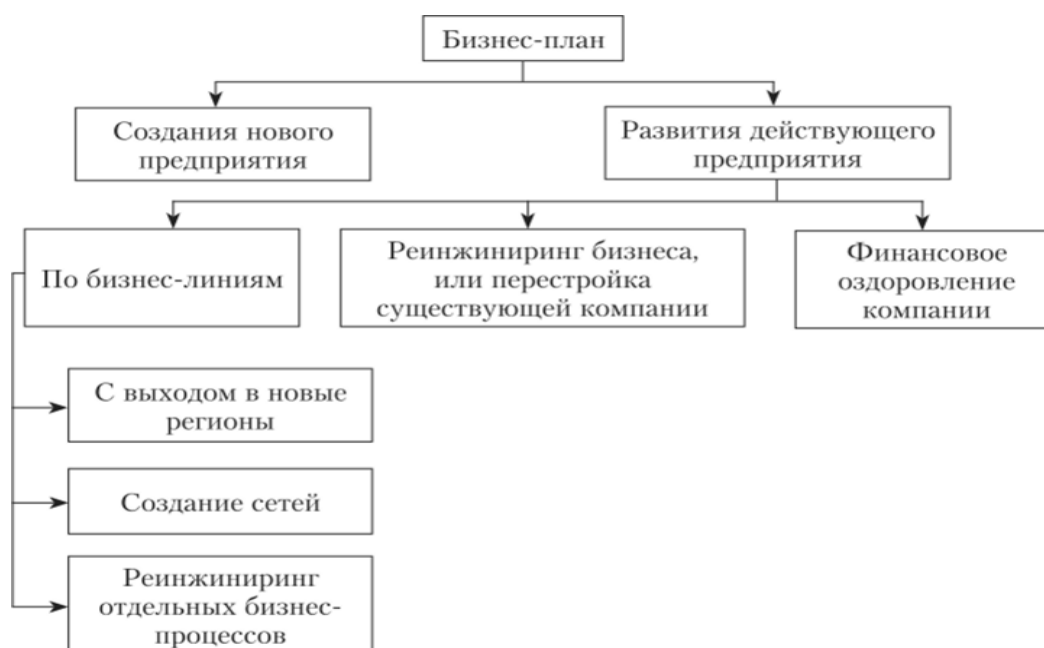 Бизнес-план
Создания нового
предприятия
Развития действующего
предприятия
По бизнес-линиям
Реинжиниринг бизнеса,
или перестройка
существующей компании
Финансовое
оздоровление
компании
С выходом в новые
регионы
Создание сетей
Реинжиниринг
отдельных бизнес-
процессов